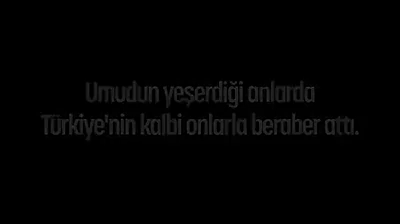 Umudun yeşerdiği anlarda
Türkiye'nin kalbi onlarla beraber attı.